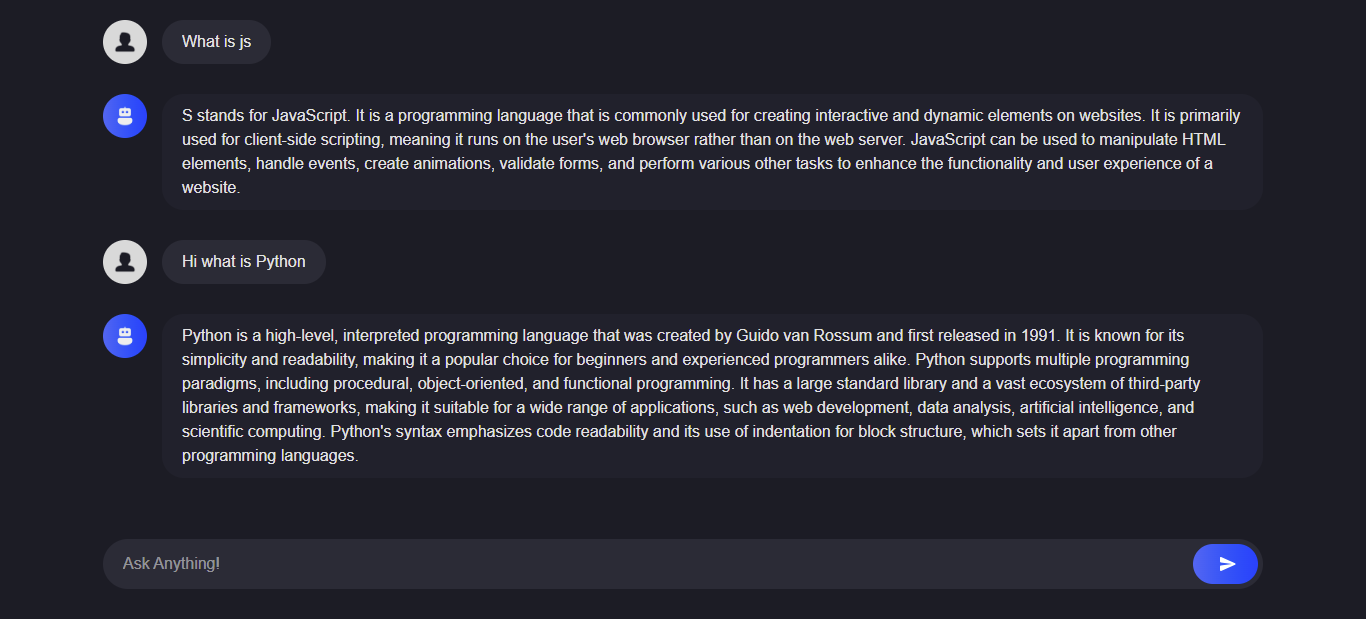 What is js
S stands for JavaScript. It is a programming language that is commonly used for creating interactive and dynamic elements on websites. It is primarily
used for client-side scripting, meaning it runs on the user's web browser rather than on the web server. JavaScript can be used to manipulate HTML
elements, handle events, create animations, validate forms, and perform various other tasks to enhance the functionality and user experience of a
website.
Hi what is Python
Python is a high-level, interpreted programming language that was created by Guido van Rossum and first released in 1991. It is known for its
simplicity and readability, making it a popular choice for beginners and experienced programmers alike. Python supports multiple programming
paradigms, including procedural, object-oriented, and functional programming. It has a large standard library and a vast ecosystem of third-party
libraries and frameworks, making it suitable for a wide range of applications, such as web development, data analysis, artificial intelligence, and
scientific computing. Python's syntax emphasizes code readability and its use of indentation for block structure, which sets it apart from other
programming languages.
Ask Anything!